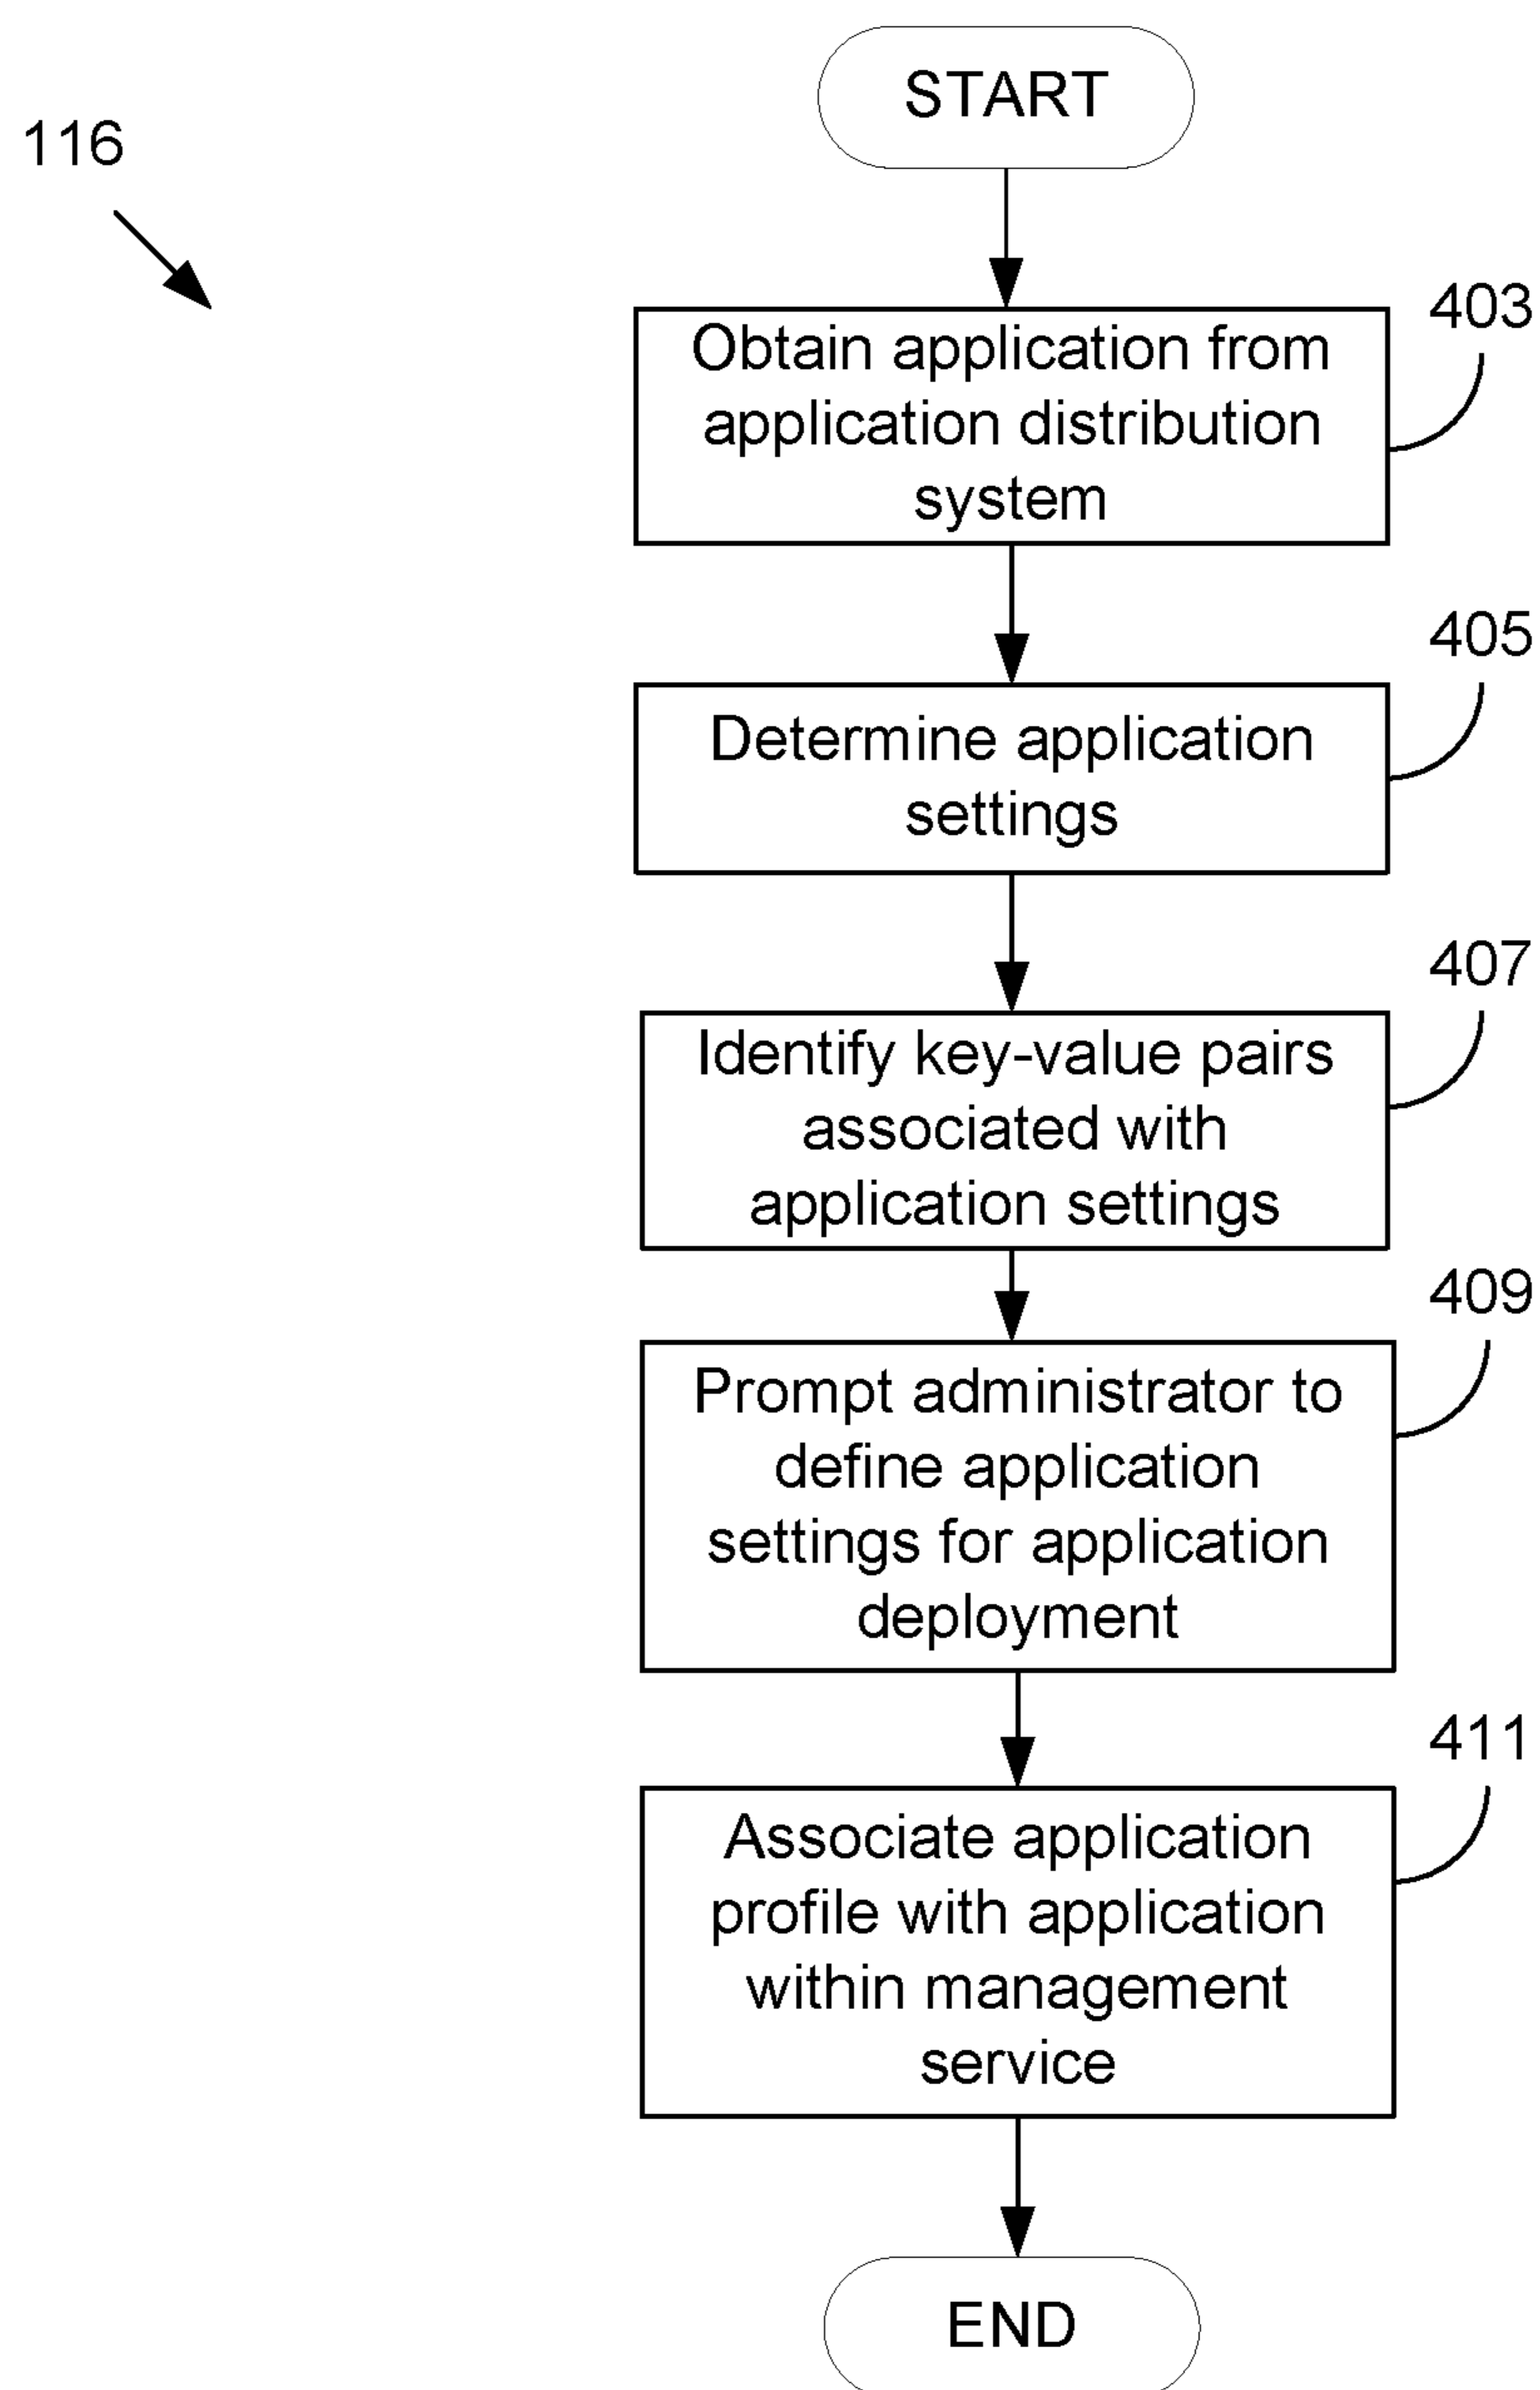 START
116
403
Obtain application from
application distribution
system
405
Determine application
settings
407
Identify key-value pairs
associated with
application settings
409
Prompt administrator to
define application
settings for application
deployment
411
Associate application
profile with application
within management
service
END